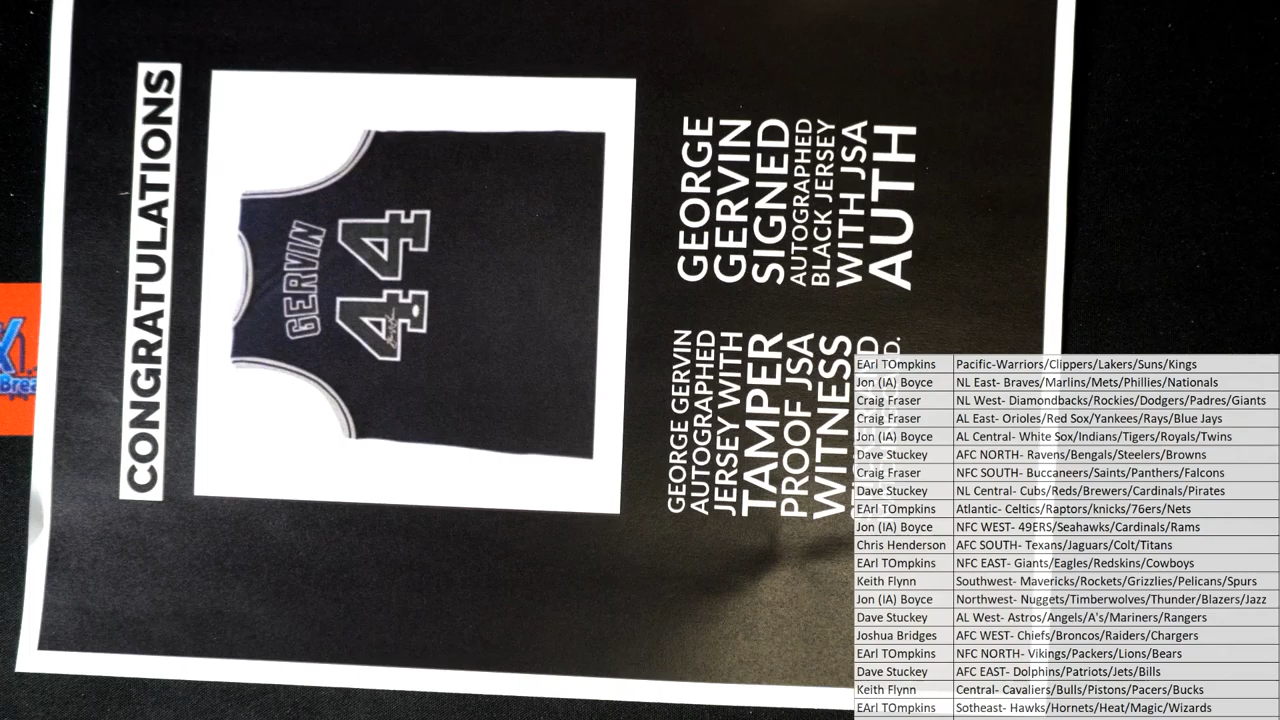 CONGRATULATIONS
GERVIN
44
GEORGE
GERVIN
SIGNED
AUTOGRAPHED
BLACK JERSEY
WITH JSA
AUTH
GEORGE GERVIN
AUTOGRAPHED
JERSEY WITH
TAMPER
PROOF JSA
WITNESS
EArl TOmpkins Pacific-Warriors/Clippers/Lakers/Suns/Kings
Jon (IA) Boyce NL East- Braves/Marlins/Mets/Phillies/Nationals
Craig Fraser NL West- Diamondbacks/Rockies/Dodgers/Padres/Giants
Craig Fraser AL East- Orioles/Red Sox/Yankees/Rays/Blue Jays
Jon (IA) Boyce AL Central- White Sox/Indians/Tigers/Royals/Twins
Dave Stuckey AFC NORTH- Ravens/Bengals/Steelers/Browns
Craig Fraser NFC SOUTH- Buccaneers/Saints/Panthers/Falcons
Dave Stuckey NL Central- Cubs/Reds/Brewers/Cardinals/Pirates
EArl TOmpkins Atlantic- Celtics/Raptors/knicks/76ers/Nets
Jon (IA) Boyce NFC WEST- 49ERS/Seahawks/Cardinals/Rams
Chris Henderson AFC SOUTH- Texans/Jaguars/Colt/Titans
EArl TOmpkins NFC EAST- Giants/Eagles/Redskins/Cowboys
Keith Flynn Southwest- Mavericks/Rockets/Grizzlies/Pelicans/Spurs
Jon (IA) Boyce Northwest- Nuggets/Timberwolves/Thunder/Blazers/Jazz
Dave Stuckey AL West- Astros/Angels/A's/Mariners/Rangers
Joshua Bridges AFC WEST- Chiefs/Broncos/Raiders/Chargers
EArl TOmpkins NFC NORTH- Vikings/Packers/Lions/Bears
Dave Stuckey AFC EAST- Dolphins/Patriots/Jets/Bills
Keith Flynn Central- Cavaliers/Bulls/Pistons/Pacers/Bucks
EArl TOmpkins Sotheast- Hawks/Hornets/Heat/Magic/Wizards